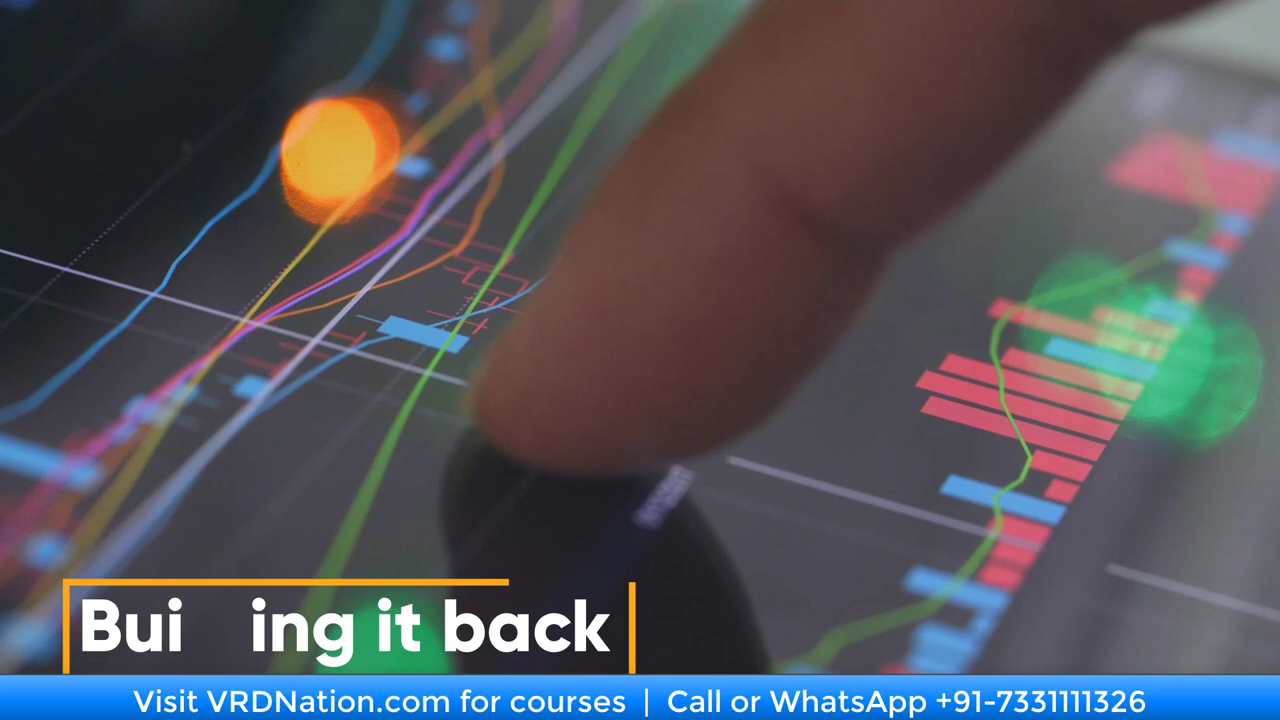 Bui ing it back
Visit VRDNation.com for courses | Call or WhatsApp +91-7331111326